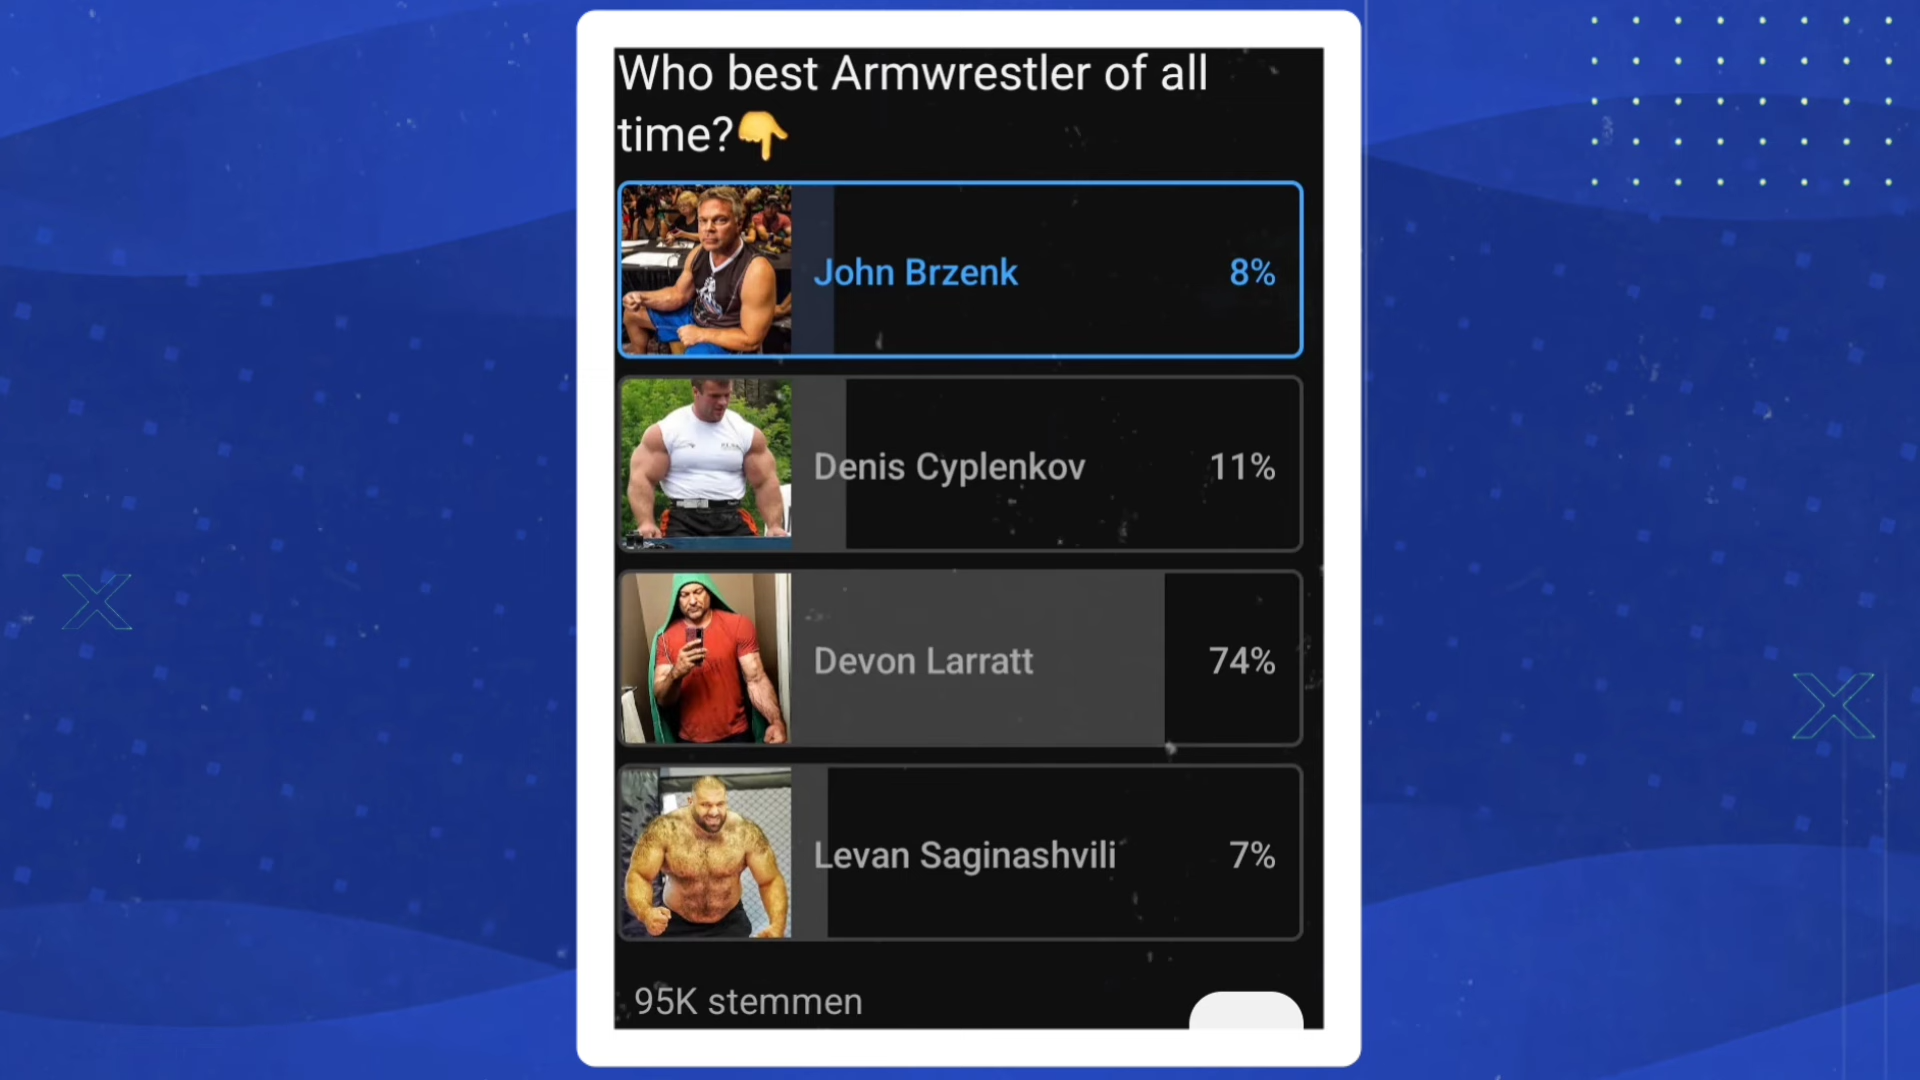 Who best Armwrestler of all
time?👇
John Brzenk 8%
Denis Cyplenkov 11%
Devon Larratt 74%
Levan Saginashvili 7%
95K stemmen